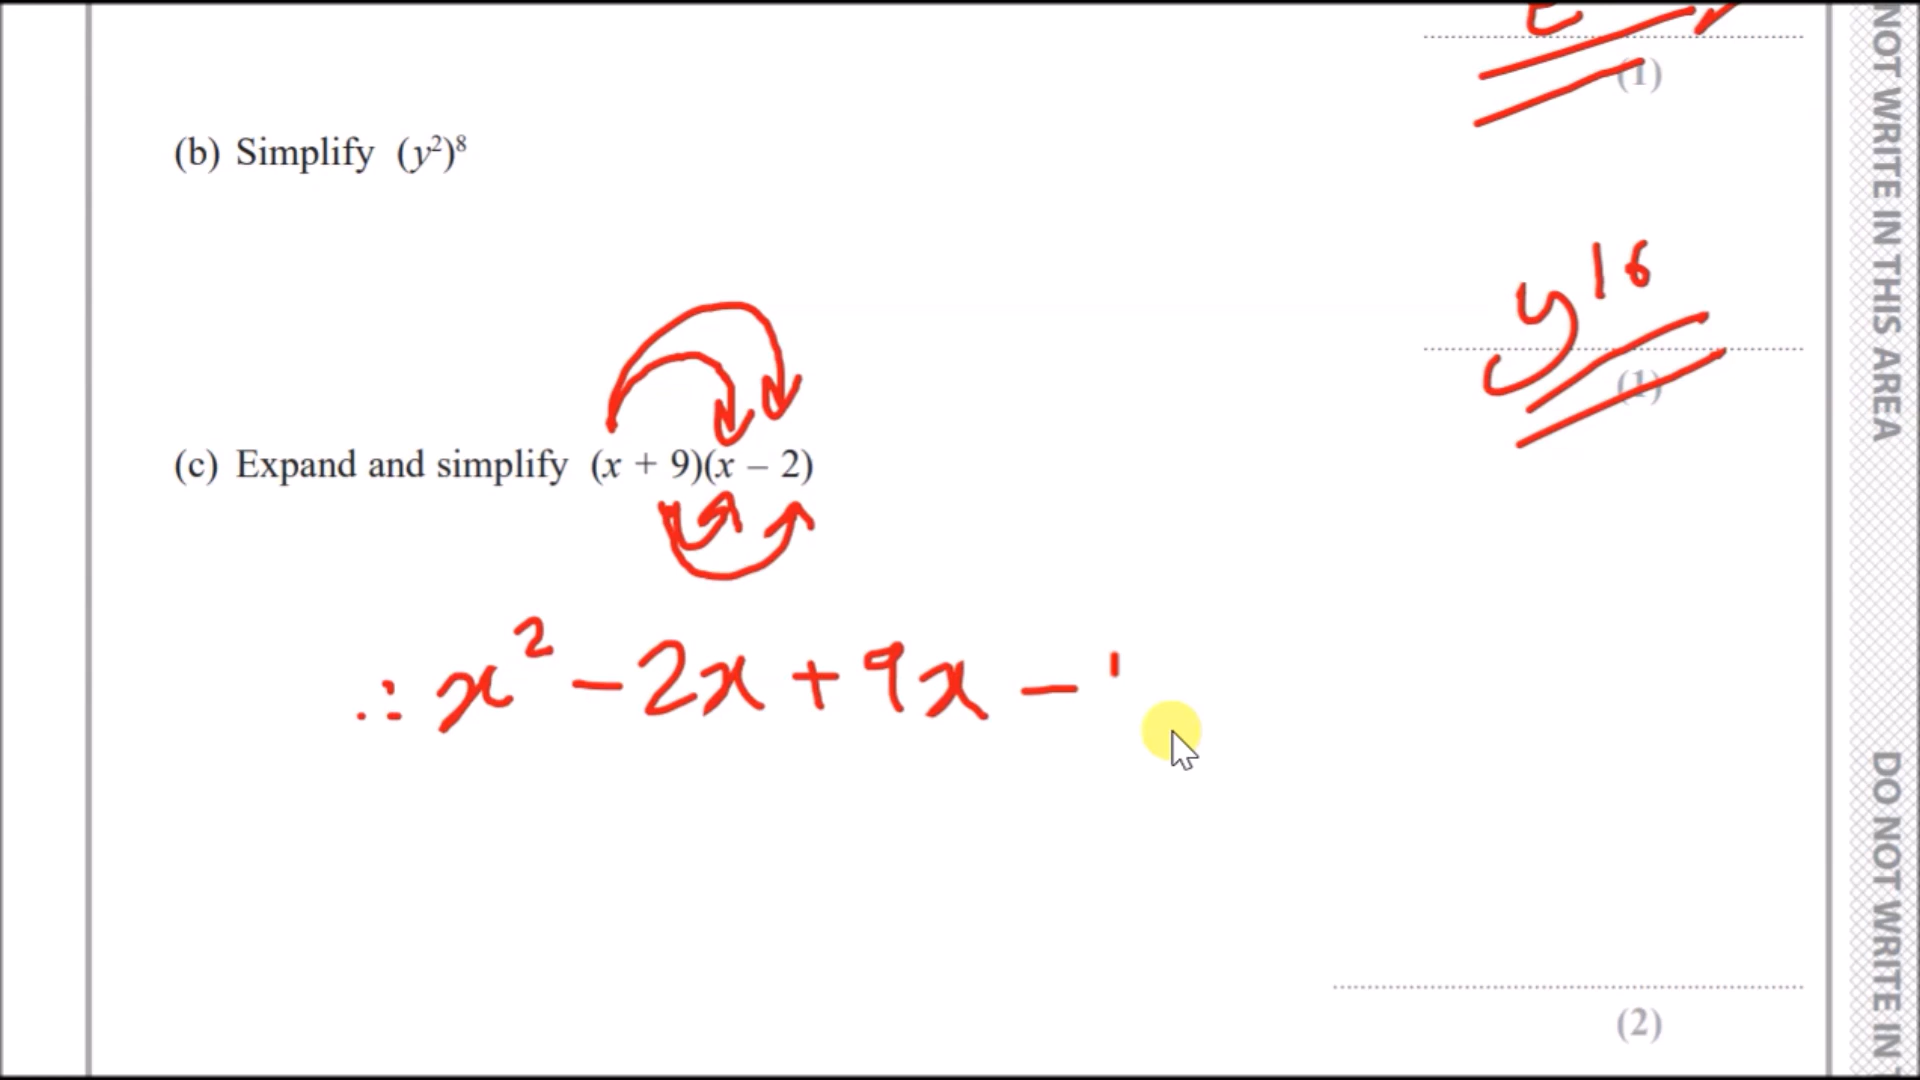 (1)
(b) Simplify (y²)⁸
y¹⁶
(1)
(c) Expand and simplify (x + 9)(x – 2)
∴ x² – 2x + 9x –
(2)
NOT WRITE IN THIS AREA
DO NOT WRITE IN